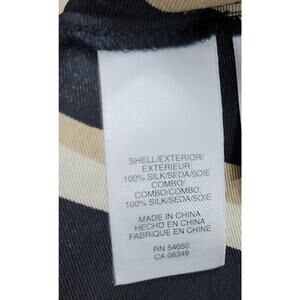 SHELL/EXTERIOR/
EXTERIEUR:
100% SILK/SEDA/SOIE
COMBO/
COMBO/COMBO:
100% SILK/SEDA/SOIE
MADE IN CHINA
HECHO EN CHINA
FABRIQUE EN CHINE
RN 54050
CA 08349